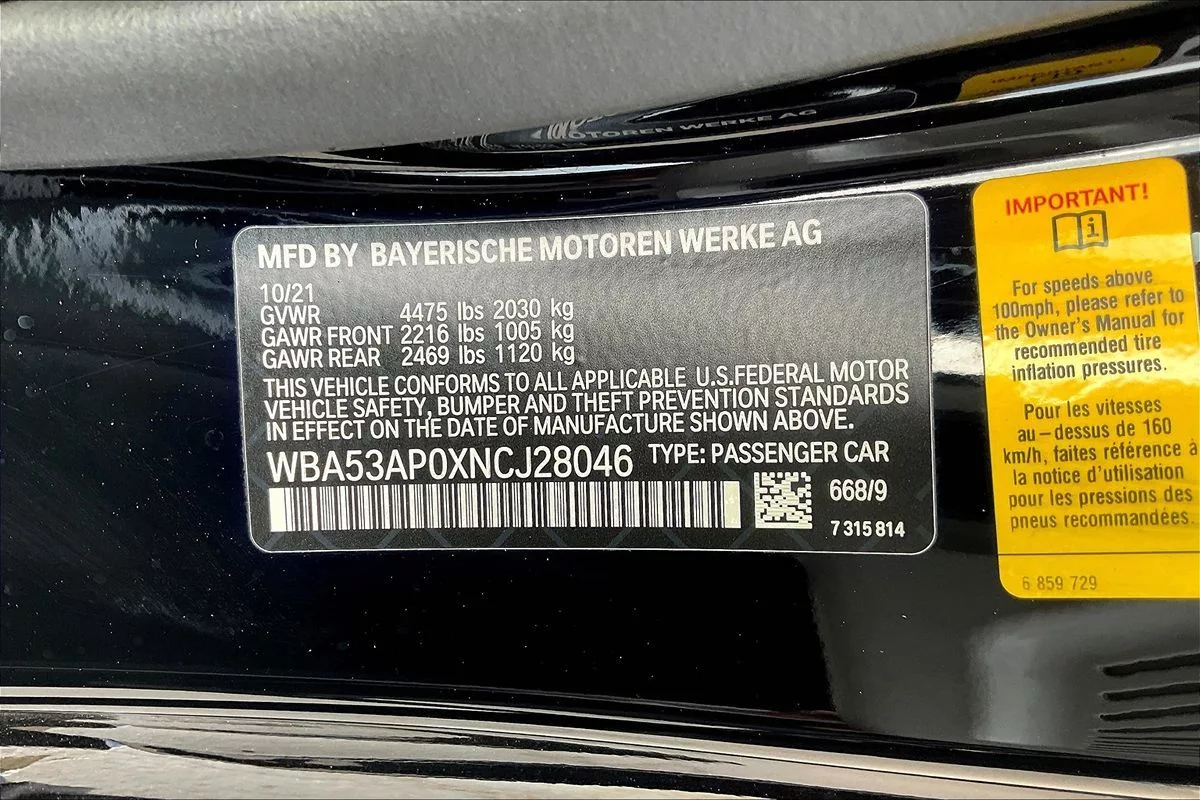 MOTOREN WERKE AG
IMPORTANT!
MFD BY BAYERISCHE MOTOREN WERKE AG
10/21
GVWR 4475 lbs 2030 kg
GAWR FRONT 2216 lbs 1005 kg
GAWR REAR 2469 lbs 1120 kg
THIS VEHICLE CONFORMS TO ALL APPLICABLE U.S.FEDERAL MOTOR
VEHICLE SAFETY, BUMPER AND THEFT PREVENTION STANDARDS
IN EFFECT ON THE DATE OF MANUFACTURE SHOWN ABOVE.
WBA53AP0XNCJ28046 TYPE: PASSENGER CAR
668/9
7 315 814
IMPORTANT!
i
For speeds above
100mph, please refer to
the Owner's Manual for
recommended tire
inflation pressures.
Pour les vitesses
au–dessus de 160
km/h, faites référence à
la notice d'utilisation
pour les pressions des
pneus recommandées.
6 859 729